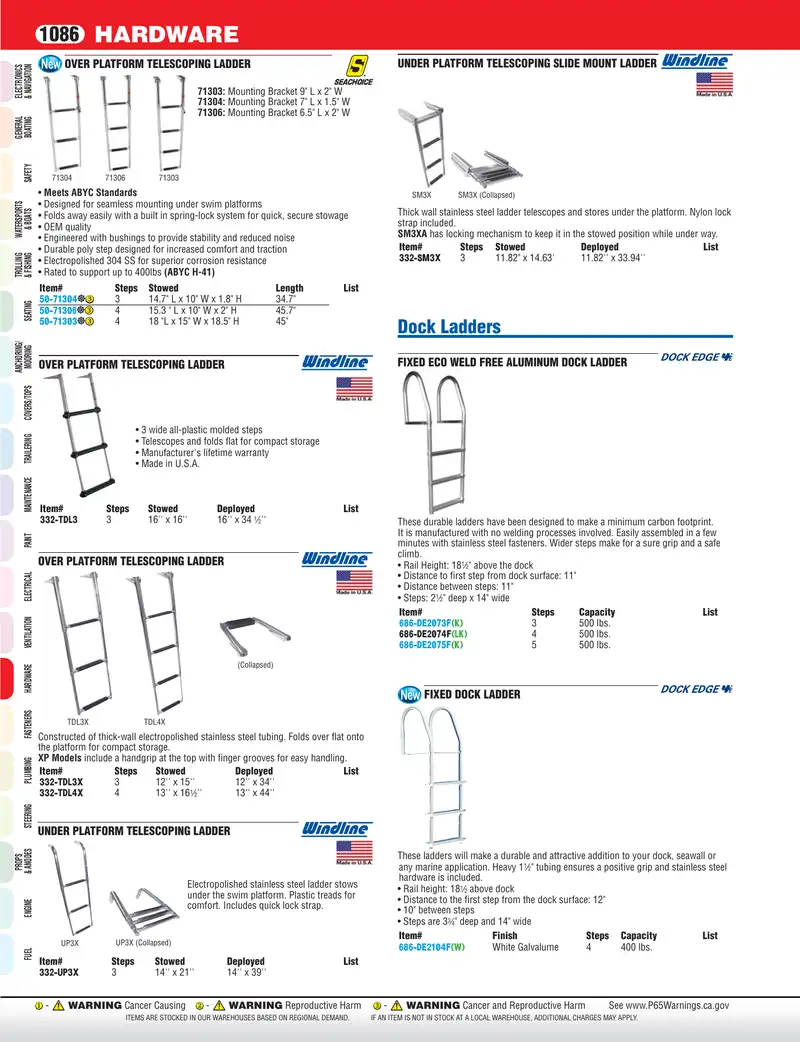 1086 HARDWARE
ELECTRONICS & NAVIGATION
GENERAL BOATING
SAFETY
WATERSPORTS & BOATS
TROLLING & FISHING
SEATING
ANCHORING/ MOORING
COVERS/TOPS
TRAILERING
MAINTENANCE
PAINT
ELECTRICAL
VENTILATION
HARDWARE
FASTENERS
PLUMBING
STEERING
PROPS & ANODES
ENGINE
FUEL
New OVER PLATFORM TELESCOPING LADDER
S
SEACHOICE
71303: Mounting Bracket 9" L x 2" W
71304: Mounting Bracket 7" L x 1.5" W
71306: Mounting Bracket 6.5" L x 2" W
71304 71306 71303
• Meets ABYC Standards
• Designed for seamless mounting under swim platforms
• Folds away easily with a built in spring-lock system for quick, secure stowage
• OEM quality
• Engineered with bushings to provide stability and reduced noise
• Durable poly step designed for increased comfort and traction
• Electropolished 304 SS for superior corrosion resistance
• Rated to support up to 400lbs (ABYC H-41)
Item# Steps Stowed Length List
50-71304 3 3 14.7" L x 10" W x 1.8" H 34.7"
50-71306 3 4 15.3 " L x 10" W x 2" H 45.7"
50-71303 3 4 18 "L x 15" W x 18.5" H 45"
OVER PLATFORM TELESCOPING LADDER Windline
Made in U.S.A.
• 3 wide all-plastic molded steps
• Telescopes and folds flat for compact storage
• Manufacturer's lifetime warranty
• Made in U.S.A.
Item# Steps Stowed Deployed List
332-TDL3 3 16'' x 16'' 16'' x 34 ½''
OVER PLATFORM TELESCOPING LADDER Windline
Made in U.S.A.
(Collapsed)
TDL3X TDL4X
Constructed of thick-wall electropolished stainless steel tubing. Folds over flat onto
the platform for compact storage.
XP Models include a handgrip at the top with finger grooves for easy handling.
Item# Steps Stowed Deployed List
332-TDL3X 3 12'' x 15'' 12'' x 34''
332-TDL4X 4 13'' x 16½'' 13'' x 44''
UNDER PLATFORM TELESCOPING LADDER Windline
Made in U.S.A.
Electropolished stainless steel ladder stows
under the swim platform. Plastic treads for
comfort. Includes quick lock strap.
UP3X UP3X (Collapsed)
Item# Steps Stowed Deployed List
332-UP3X 3 14'' x 21'' 14'' x 39''
UNDER PLATFORM TELESCOPING SLIDE MOUNT LADDER Windline
Made in U.S.A.
SM3X SM3X (Collapsed)
Thick wall stainless steel ladder telescopes and stores under the platform. Nylon lock
strap included.
SM3XA has locking mechanism to keep it in the stowed position while under way.
Item# Steps Stowed Deployed List
332-SM3X 3 11.82" x 14.63' 11.82'' x 33.94''
Dock Ladders
FIXED ECO WELD FREE ALUMINUM DOCK LADDER DOCK EDGE
These durable ladders have been designed to make a minimum carbon footprint.
It is manufactured with no welding processes involved. Easily assembled in a few
minutes with stainless steel fasteners. Wider steps make for a sure grip and a safe
climb.
• Rail Height: 18½" above the dock
• Distance to first step from dock surface: 11"
• Distance between steps: 11"
• Steps: 2½" deep x 14" wide
Item# Steps Capacity List
686-DE2073F(K) 3 500 lbs.
686-DE2074F(LK) 4 500 lbs.
686-DE2075F(K) 5 500 lbs.
New FIXED DOCK LADDER DOCK EDGE
These ladders will make a durable and attractive addition to your dock, seawall or
any marine application. Heavy 1½" tubing ensures a positive grip and stainless steel
hardware is included.
• Rail height: 18½ above dock
• Distance to the first step from the dock surface: 12"
• 10" between steps
• Steps are 3¾" deep and 14" wide
Item# Finish Steps Capacity List
686-DE2104F(W) White Galvalume 4 400 lbs.
1 - ! WARNING Cancer Causing 2 - ! WARNING Reproductive Harm 3 - ! WARNING Cancer and Reproductive Harm See www.P65Warnings.ca.gov
ITEMS ARE STOCKED IN OUR WAREHOUSES BASED ON REGIONAL DEMAND. IF AN ITEM IS NOT IN STOCK AT A LOCAL WAREHOUSE, ADDITIONAL CHARGES MAY APPLY.